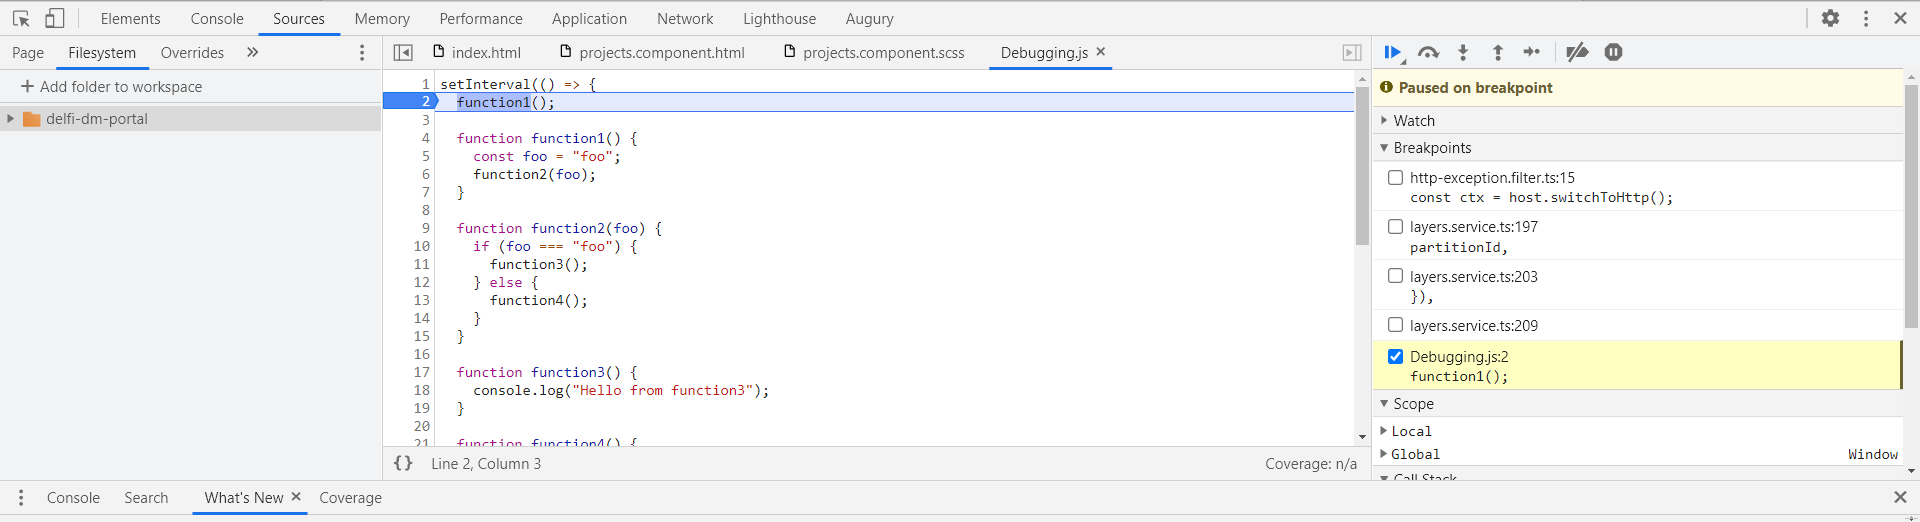 Elements Console Sources Memory Performance Application Network Lighthouse Augury
Page Filesystem Overrides
index.html projects.component.html projects.component.scss Debugging.js
Add folder to workspace
delfi-dm-portal
1 setInterval(() => {
2 function1();
3
4 function function1() {
5 const foo = "foo";
6 function2(foo);
7 }
8
9 function function2(foo) {
10 if (foo === "foo") {
11 function3();
12 } else {
13 function4();
14 }
15 }
16
17 function function3() {
18 console.log("Hello from function3");
19 }
20
21 function function4() {
{} Line 2, Column 3 Coverage: n/a
Paused on breakpoint
Watch
Breakpoints
http-exception.filter.ts:15
const ctx = host.switchToHttp();
layers.service.ts:197
partitionId,
layers.service.ts:203
}),
layers.service.ts:209
Debugging.js:2
function1();
Scope
Local
Global Window
Call Stack
Console Search What's New Coverage